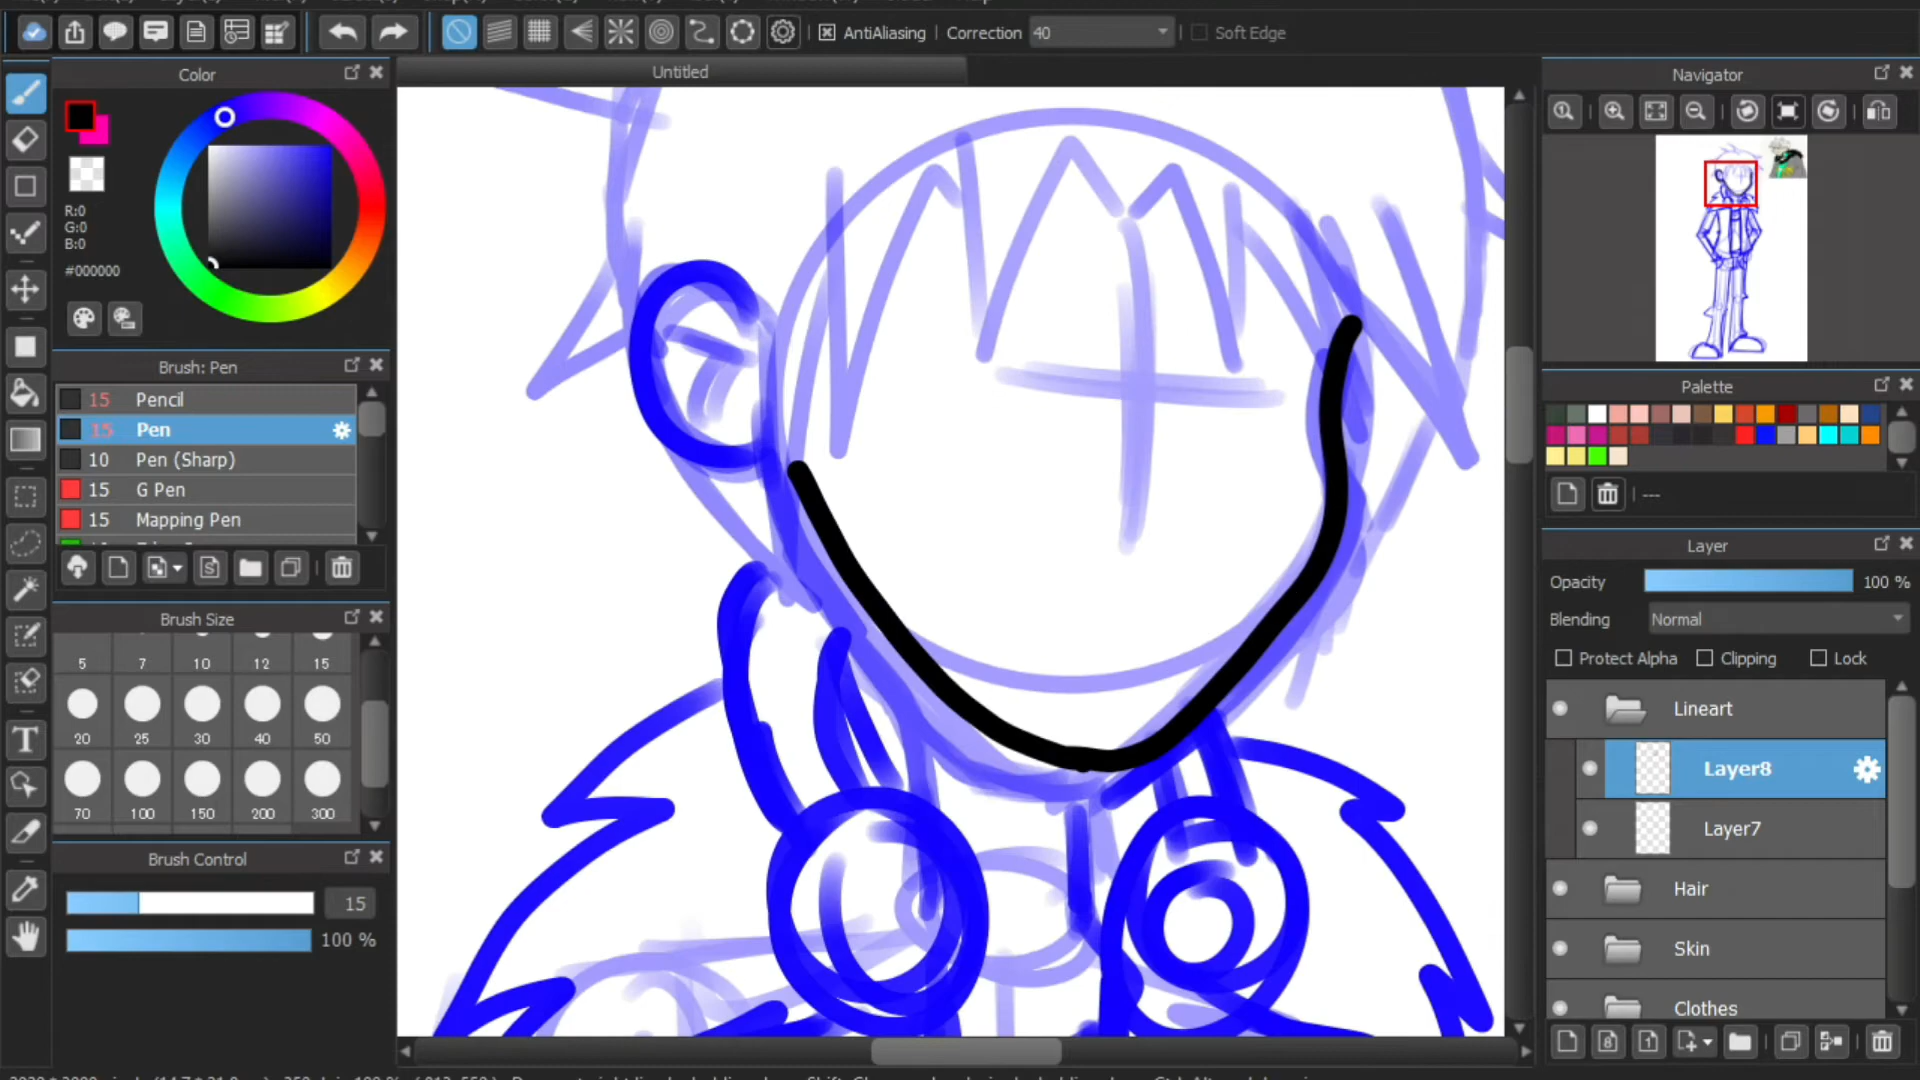 AntiAliasing Correction 40 Soft Edge
Color
Untitled
Navigator
R:0
G:0
B:0
#000000
Brush: Pen
15 Pencil
15 Pen
10 Pen (Sharp)
15 G Pen
15 Mapping Pen
Brush Size
5 7 10 12 15
20 25 30 40 50
70 100 150 200 300
Brush Control
15
100 %
Palette
---
Layer
Opacity 100 %
Blending Normal
Protect Alpha Clipping Lock
Lineart
Layer8
Layer7
Hair
Skin
Clothes